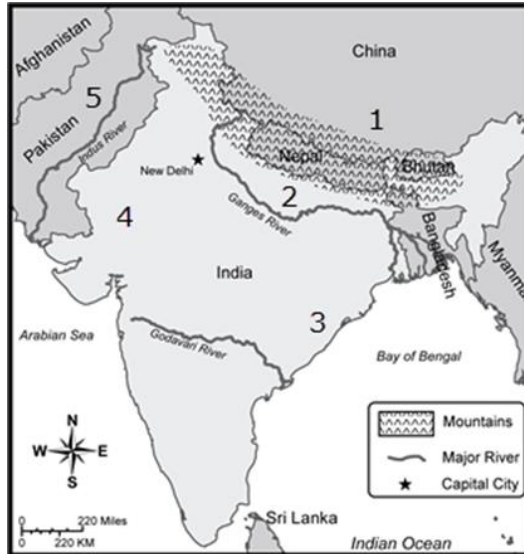 Afghanistan
China
5
1
Pakistan
Indus River
Nepal
Bhutan
New Delhi
2
Ganges River
4
Bangladesh
Myanmar
India
3
Arabian Sea
Godavari River
Bay of Bengal
N
W E
S
Mountains
Major River
Capital City
0 220 Miles
0 220 KM
Sri Lanka
Indian Ocean